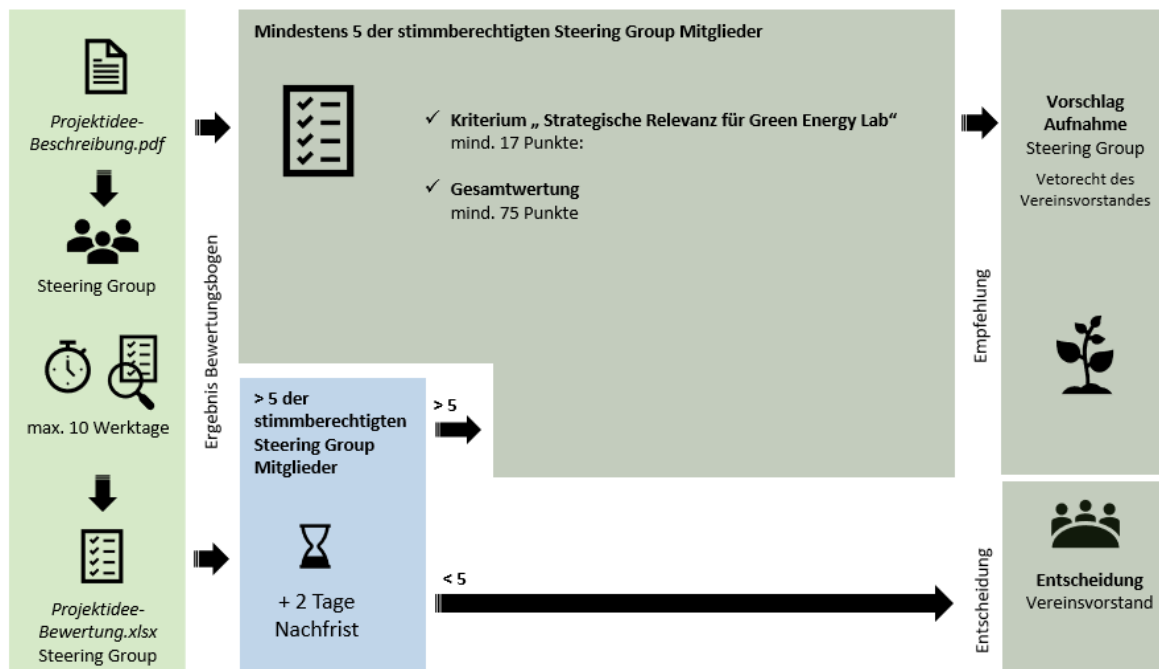 Projektidee-
Beschreibung.pdf
Steering Group
max. 10 Werktage
Projektidee-
Bewertung.xlsx
Steering Group
Ergebnis Bewertungsbogen
Mindestens 5 der stimmberechtigten Steering Group Mitglieder
✓ Kriterium „ Strategische Relevanz für Green Energy Lab“
mind. 17 Punkte:
✓ Gesamtwertung
mind. 75 Punkte
> 5 der
stimmberechtigten
Steering Group
Mitglieder
+ 2 Tage
Nachfrist
> 5
< 5
Empfehlung
Entscheidung
Vorschlag
Aufnahme
Steering Group
Vetorecht des
Vereinsvorstandes
Entscheidung
Vereinsvorstand